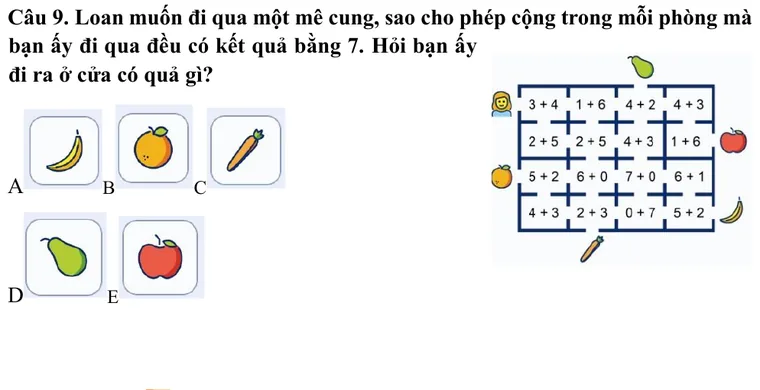 Câu 9. Loan muốn đi qua một mê cung, sao cho phép cộng trong mỗi phòng mà
bạn ấy đi qua đều có kết quả bằng 7. Hỏi bạn ấy
đi ra ở cửa có quả gì?
A B C
D E
3 + 4 1 + 6 4 + 2 4 + 3
2 + 5 2 + 5 4 + 3 1 + 6
5 + 2 6 + 0 7 + 0 6 + 1
4 + 3 2 + 3 0 + 7 5 + 2